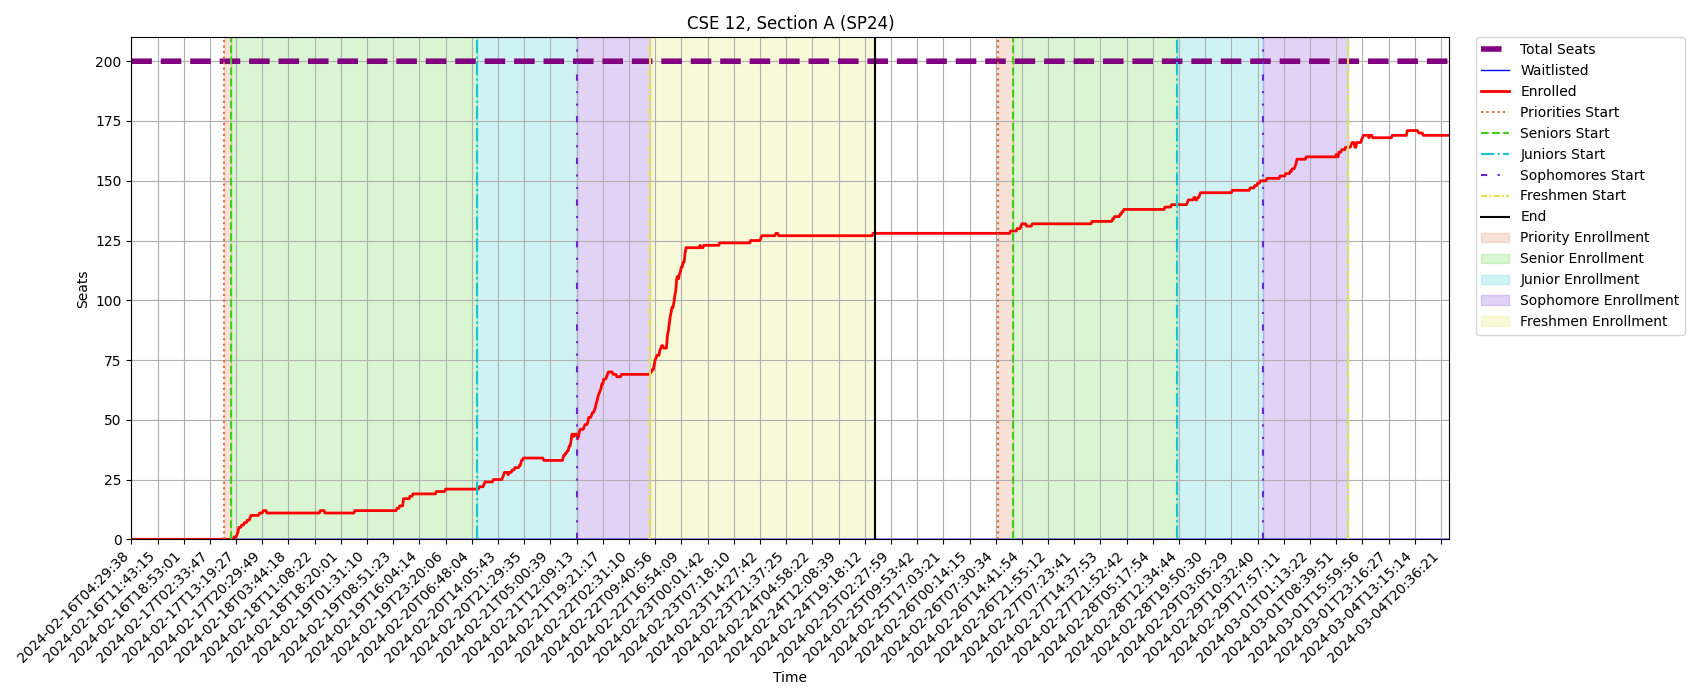 CSE 12, Section A (SP24)
Seats
200
175
150
125
100
75
50
25
0
2024-02-16T04:29:38
2024-02-16T11:43:15
2024-02-16T18:53:01
2024-02-17T02:33:47
2024-02-17T13:19:27
2024-02-17T20:29:49
2024-02-18T03:44:18
2024-02-18T11:08:22
2024-02-18T18:20:01
2024-02-19T01:31:10
2024-02-19T08:51:23
2024-02-19T16:04:14
2024-02-19T23:20:06
2024-02-20T06:48:04
2024-02-20T14:05:43
2024-02-20T21:29:35
2024-02-21T05:00:39
2024-02-21T12:09:13
2024-02-21T19:21:17
2024-02-22T02:31:10
2024-02-22T09:40:56
2024-02-22T16:54:09
2024-02-23T00:01:42
2024-02-23T07:18:10
2024-02-23T14:27:42
2024-02-23T21:37:25
2024-02-24T04:58:22
2024-02-24T12:08:39
2024-02-24T19:18:12
2024-02-25T02:27:59
2024-02-25T09:53:42
2024-02-25T17:03:21
2024-02-26T00:14:15
2024-02-26T07:30:34
2024-02-26T14:41:54
2024-02-26T21:55:12
2024-02-27T07:23:41
2024-02-27T14:37:53
2024-02-27T21:52:42
2024-02-28T05:17:54
2024-02-28T12:34:44
2024-02-28T19:50:30
2024-02-29T03:05:29
2024-02-29T10:32:40
2024-02-29T17:57:11
2024-03-01T01:13:22
2024-03-01T08:39:51
2024-03-01T15:59:56
2024-03-01T23:16:27
2024-03-04T13:15:14
2024-03-04T20:36:21
Time
Total Seats
Waitlisted
Enrolled
Priorities Start
Seniors Start
Juniors Start
Sophomores Start
Freshmen Start
End
Priority Enrollment
Senior Enrollment
Junior Enrollment
Sophomore Enrollment
Freshmen Enrollment